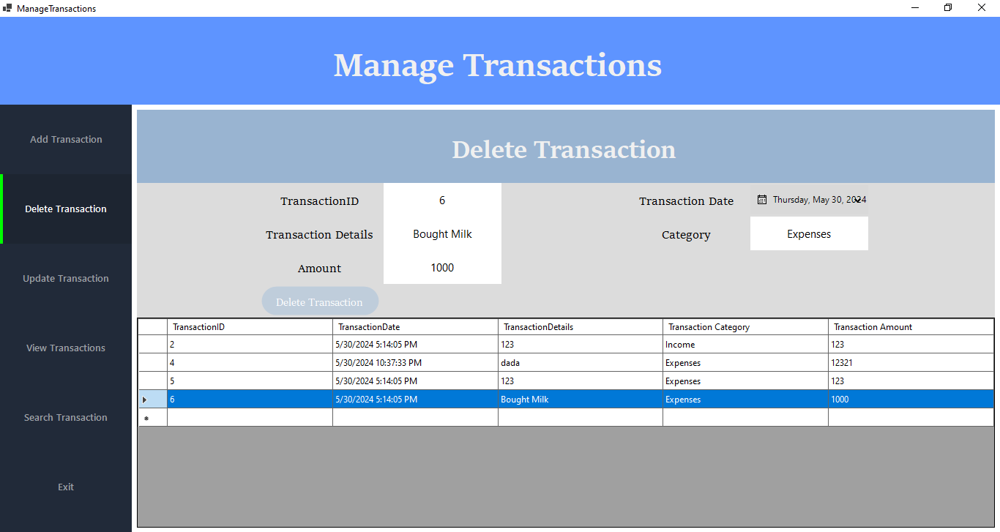 ManageTransactions
Manage Transactions
Add Transaction
Delete Transaction
Update Transaction
View Transactions
Search Transaction
Exit
Delete Transaction
TransactionID 6 Transaction Date Thursday, May 30, 2024
Transaction Details Bought Milk Category Expenses
Amount 1000
Delete Transaction
TransactionID TransactionDate TransactionDetails Transaction Category Transaction Amount
2 5/30/2024 5:14:05 PM 123 Income 123
4 5/30/2024 10:37:33 PM dada Expenses 12321
5 5/30/2024 5:14:05 PM 123 Expenses 123
6 5/30/2024 5:14:05 PM Bought Milk Expenses 1000